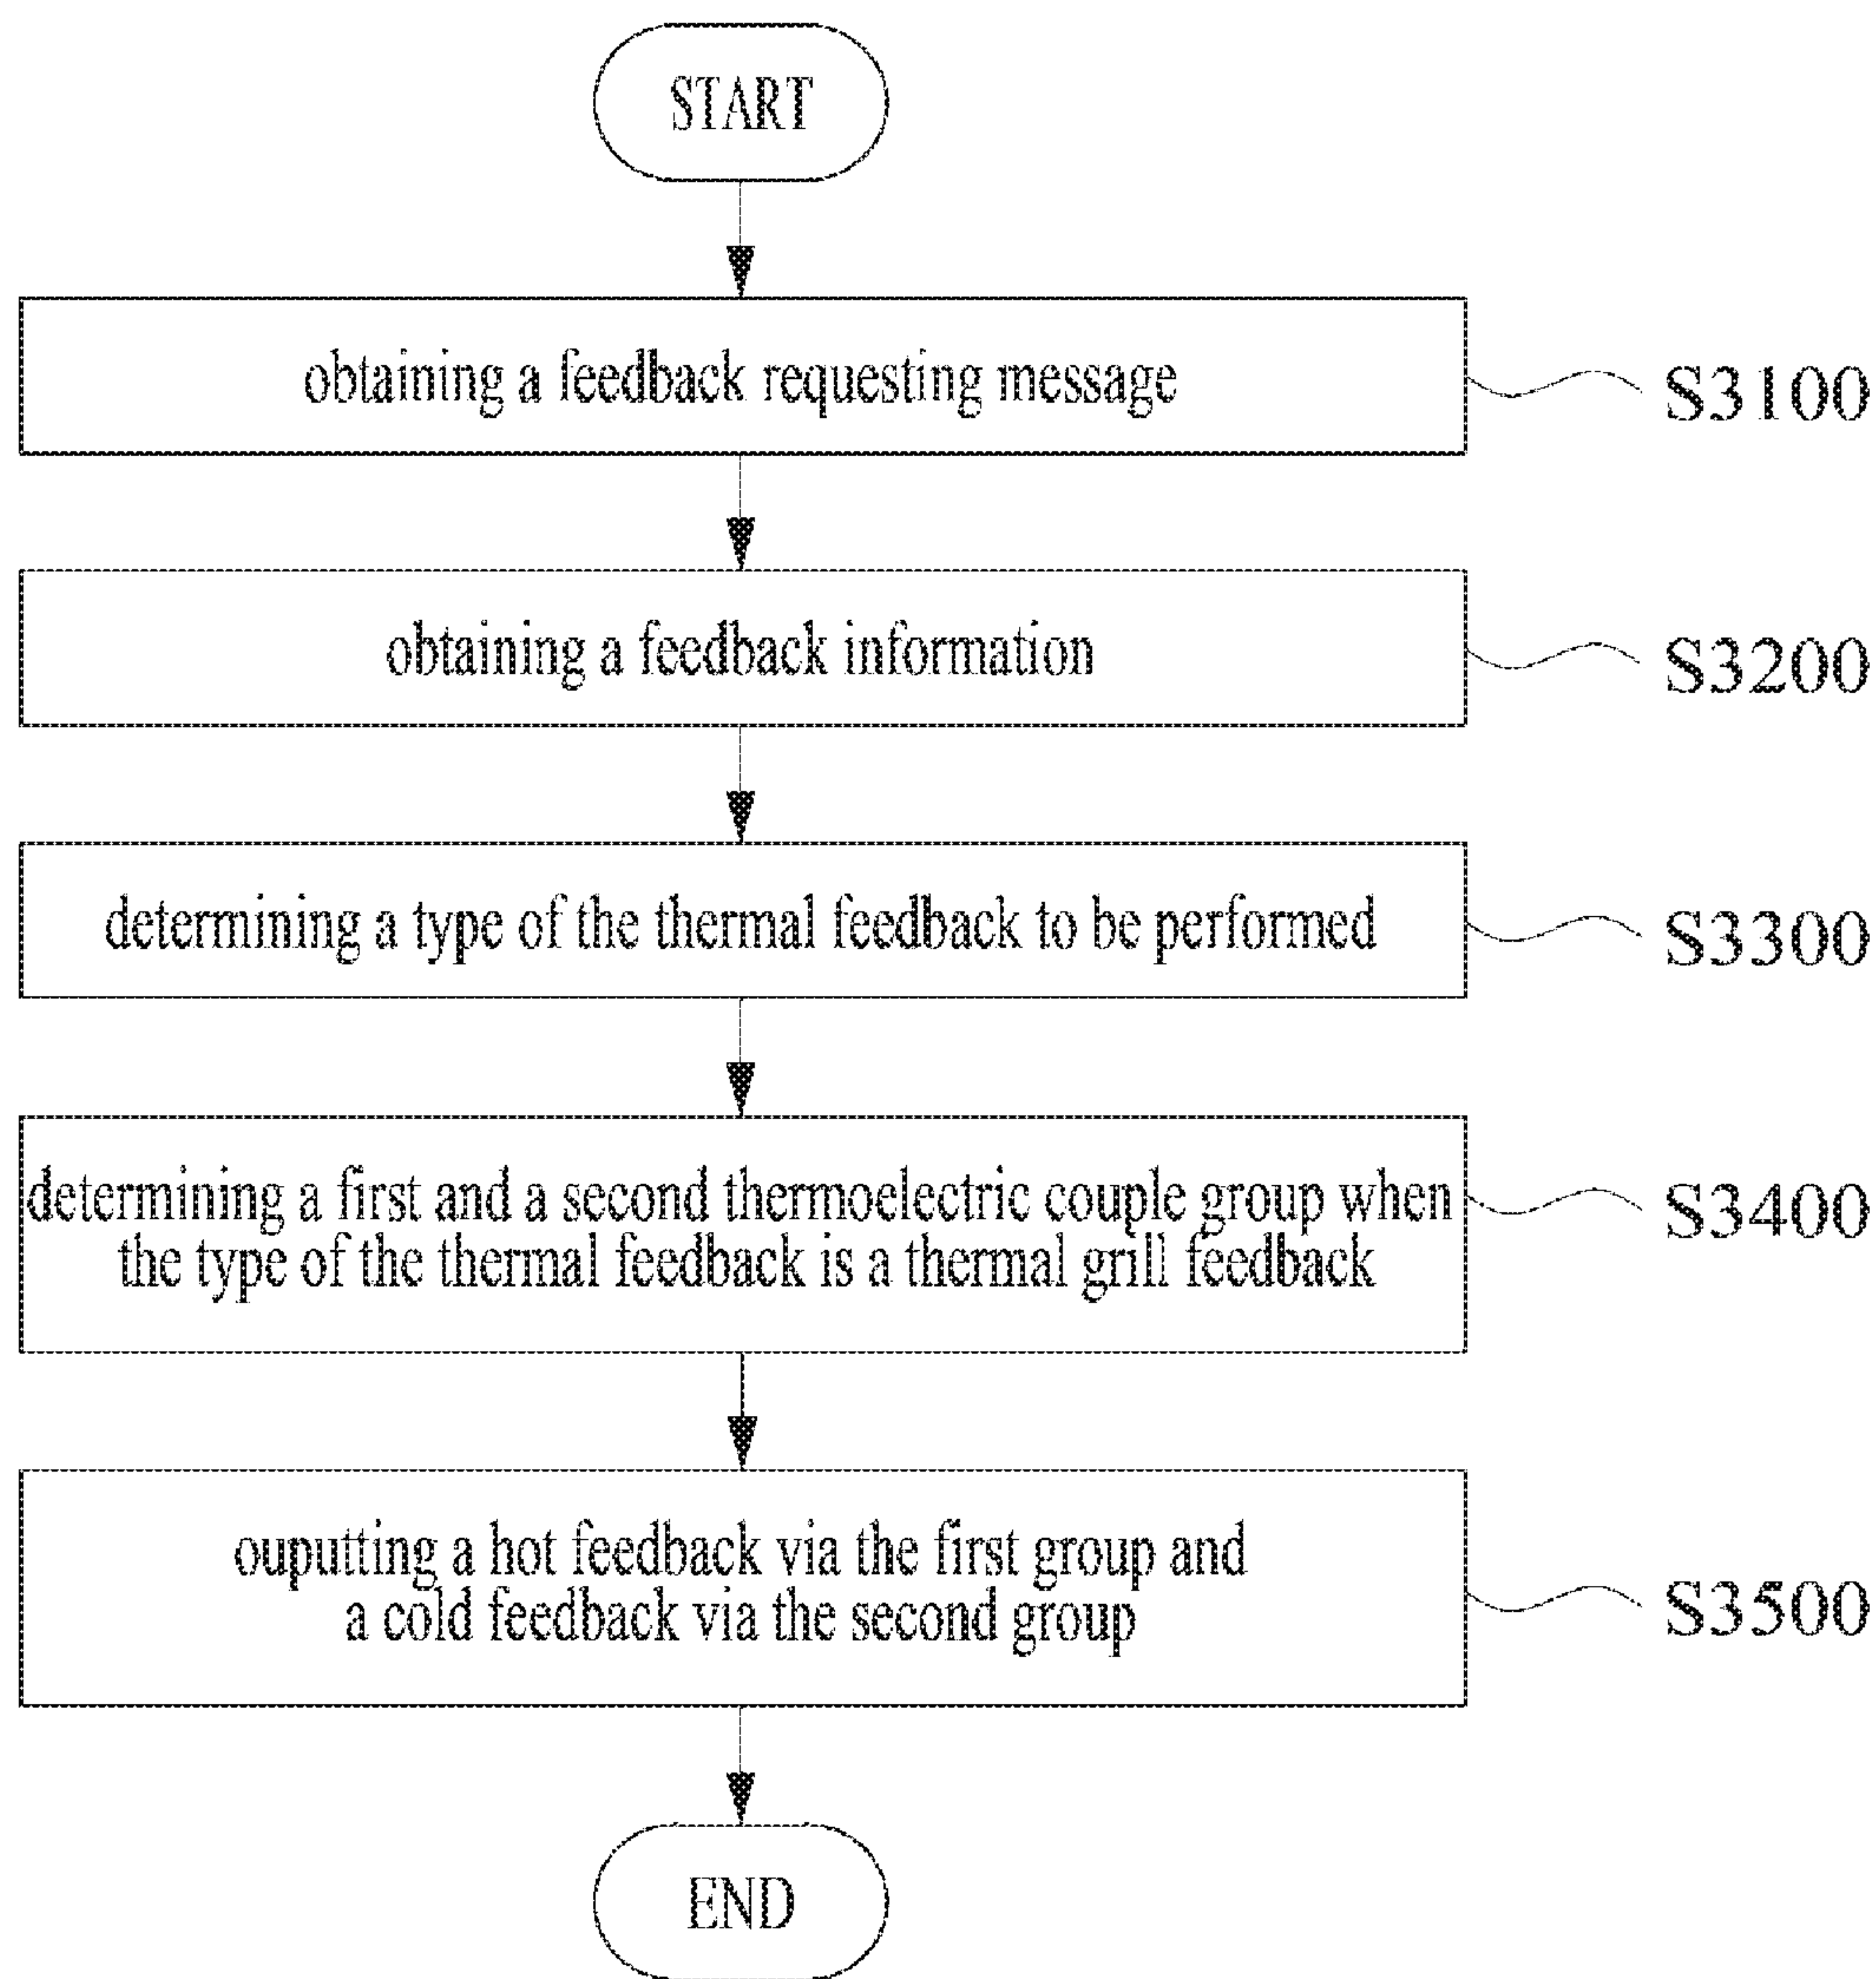 START
obtaining a feedback requesting message
S3100
obtaining a feedback information
S3200
determining a type of the thermal feedback to be performed
S3300
determining a first and a second thermoelectric couple group when
the type of the thermal feedback is a thermal grill feedback
S3400
ouputting a hot feedback via the first group and
a cold feedback via the second group
S3500
END